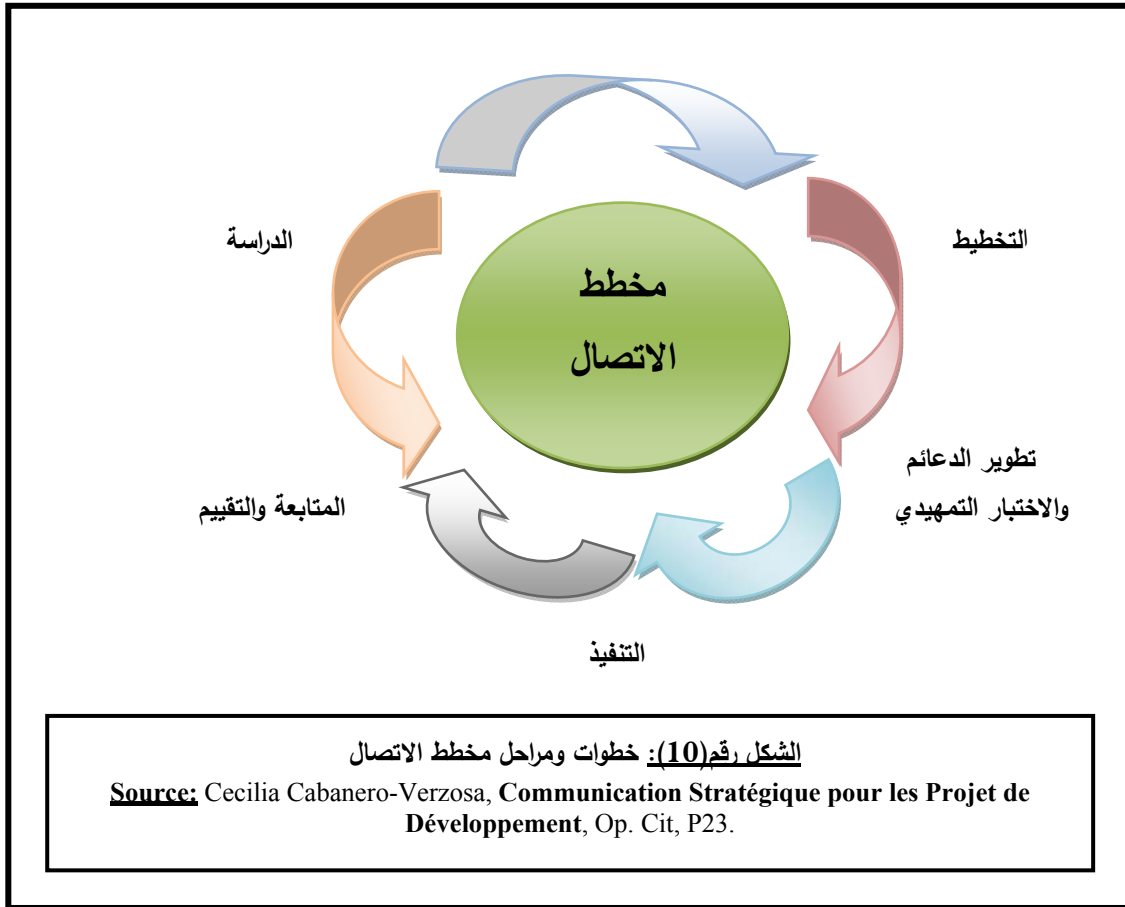 الدراسة
التخطيط
مخطط
الاتصال
تطوير الدعائم
والاختبار التمهيدي
المتابعة والتقييم
التنفيذ
الشكل رقم(10): خطوات ومراحل مخطط الاتصال
Source: Cecilia Cabanero-Verzosa, Communication Stratégique pour les Projet de
Développement, Op. Cit, P23.